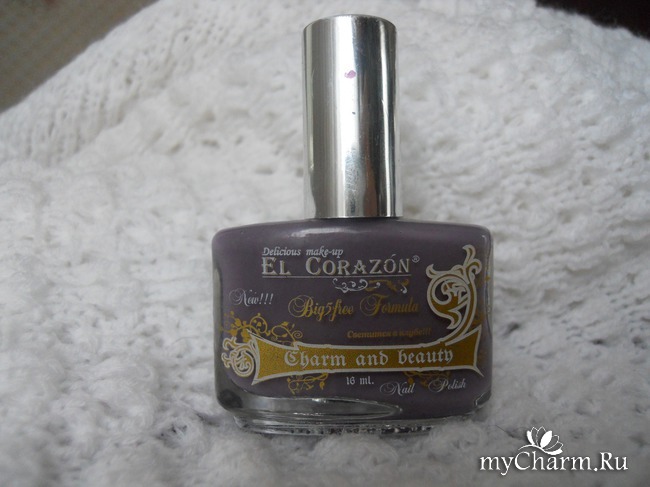 Delicious make-up
EL CORAZÓN®
New!!!
Big5free Formula
Charm and beauty
16 ml.
Nail Polish
myCharm.Ru